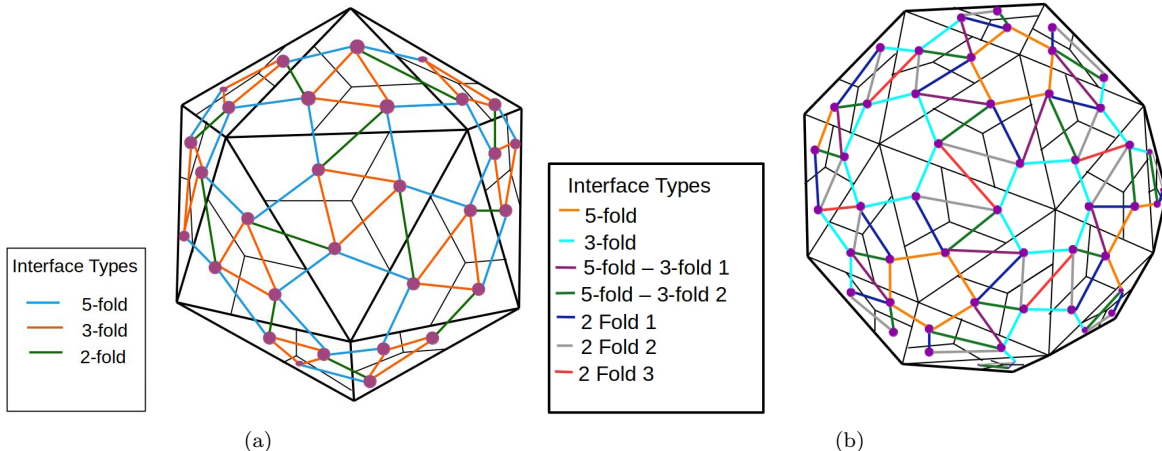 Interface Types
5-fold
3-fold
2-fold
Interface Types
5-fold
3-fold
5-fold – 3-fold 1
5-fold – 3-fold 2
2 Fold 1
2 Fold 2
2 Fold 3
(a)
(b)